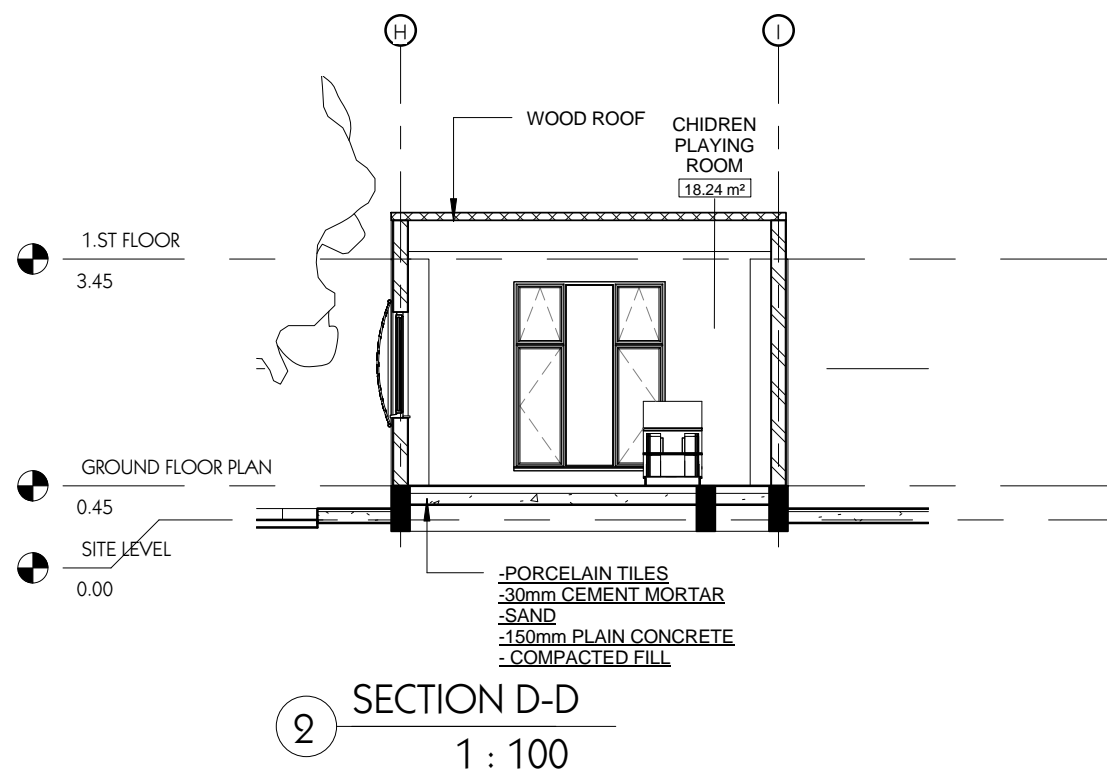 H
I
WOOD ROOF
CHIDREN
PLAYING
ROOM
18.24 m²
1.ST FLOOR
3.45
GROUND FLOOR PLAN
0.45
SITE LEVEL
0.00
-PORCELAIN TILES
-30mm CEMENT MORTAR
-SAND
-150mm PLAIN CONCRETE
- COMPACTED FILL
2
SECTION D-D
1 : 100